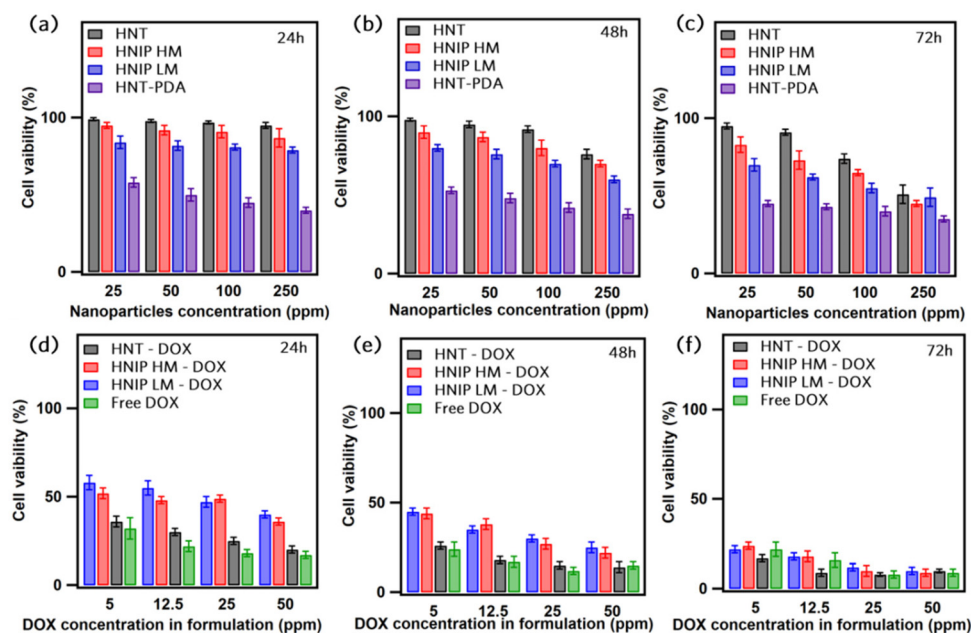 (a)
HNT
24h
HNIP HM
HNIP LM
HNT-PDA
Cell vaibility (%)
100
0
25 50 100 250
Nanoparticles concentration (ppm)
(b)
HNT
48h
HNIP HM
HNIP LM
HNT-PDA
Cell vaibility (%)
100
0
25 50 100 250
Nanoparticles concentration (ppm)
(c)
HNT
72h
HNIP HM
HNIP LM
HNT-PDA
Cell vaibility (%)
100
50
0
25 50 100 250
Nanoparticles concentration (ppm)
(d)
HNT - DOX
24h
HNIP HM - DOX
HNIP LM - DOX
Free DOX
Cell vaibility (%)
100
50
0
5 12.5 25 50
DOX concentration in formulation (ppm)
(e)
HNT - DOX
48h
HNIP HM - DOX
HNIP LM - DOX
Free DOX
Cell vaibility (%)
100
50
0
5 12.5 25 50
DOX concentration in formulation (ppm)
(f)
HNT - DOX
72h
HNIP HM - DOX
HNIP LM - DOX
Free DOX
Cell vaibility (%)
100
50
0
5 12.5 25 50
DOX concentration in formulation (ppm)